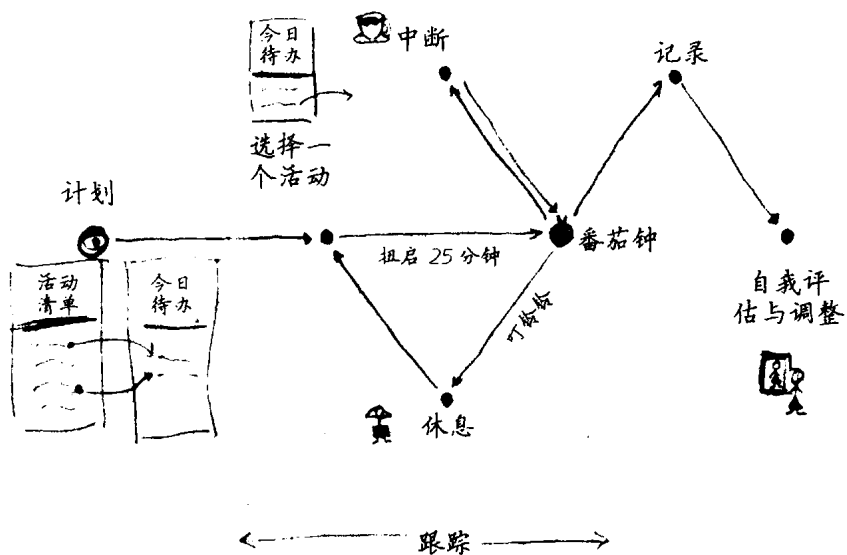 今日
待办
中断
记录
选择一
个活动
计划
扭启 25 分钟
番茄钟
活动
清单
今日
待办
叮铃铃
自我评
估与调整
休息
跟踪